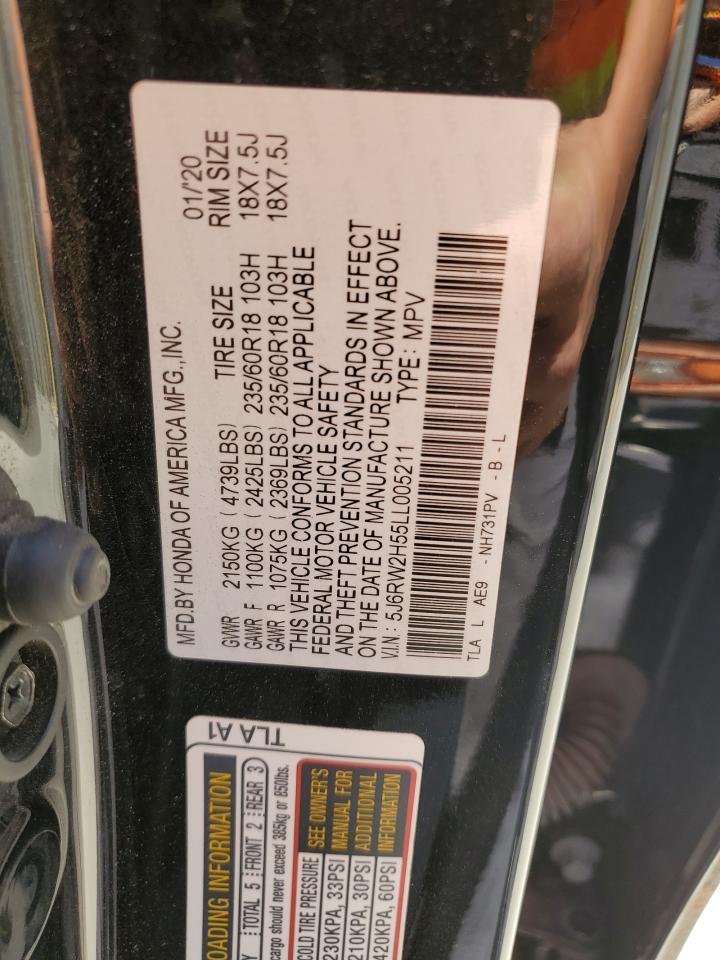 MFD.BY HONDA OF AMERICA MFG.,INC. 01/'20
GVWR 2150KG ( 4739LBS) TIRE SIZE RIM SIZE
GAWR F 1100KG ( 2425LBS) 235/60R18 103H 18X7.5J
GAWR R 1075KG ( 2369LBS) 235/60R18 103H 18X7.5J
THIS VEHICLE CONFORMS TO ALL APPLICABLE
FEDERAL MOTOR VEHICLE SAFETY
AND THEFT PREVENTION STANDARDS IN EFFECT
ON THE DATE OF MANUFACTURE SHOWN ABOVE.
V.I.N.: 5J6RW2H55LL005211 TYPE: MPV
TLA L AE9 - NH731PV - B - L
TLA A1
OADING INFORMATION
Y TOTAL 5 FRONT 2 REAR 3
cargo should never exceed 385kg or 850lbs.
COLD TIRE PRESSURE
230KPA, 33PSI
210KPA, 30PSI
420KPA, 60PSI
SEE OWNER'S
MANUAL FOR
ADDITIONAL
INFORMATION